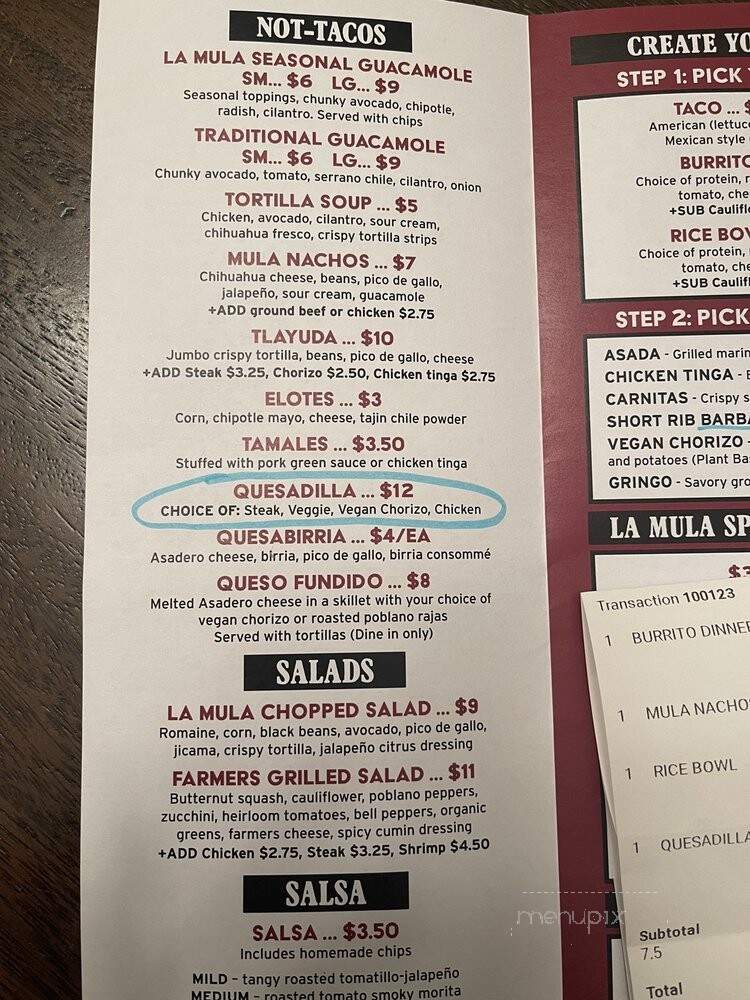 NOT-TACOS
LA MULA SEASONAL GUACAMOLE
SM... $6 LG... $9
Seasonal toppings, chunky avocado, chipotle,
radish, cilantro. Served with chips
TRADITIONAL GUACAMOLE
SM... $6 LG... $9
Chunky avocado, tomato, serrano chile, cilantro, onion
TORTILLA SOUP ... $5
Chicken, avocado, cilantro, sour cream,
chihuahua fresco, crispy tortilla strips
MULA NACHOS ... $7
Chihuahua cheese, beans, pico de gallo,
jalapeño, sour cream, guacamole
+ADD ground beef or chicken $2.75
TLAYUDA ... $10
Jumbo crispy tortilla, beans, pico de gallo, cheese
+ADD Steak $3.25, Chorizo $2.50, Chicken tinga $2.75
ELOTES ... $3
Corn, chipotle mayo, cheese, tajin chile powder
TAMALES ... $3.50
Stuffed with pork green sauce or chicken tinga
QUESADILLA ... $12
CHOICE OF: Steak, Veggie, Vegan Chorizo, Chicken
QUESABIRRIA ... $4/EA
Asadero cheese, birria, pico de gallo, birria consommé
QUESO FUNDIDO ... $8
Melted Asadero cheese in a skillet with your choice of
vegan chorizo or roasted poblano rajas
Served with tortillas (Dine in only)
SALADS
LA MULA CHOPPED SALAD ... $9
Romaine, corn, black beans, avocado, pico de gallo,
jicama, crispy tortilla, jalapeño citrus dressing
FARMERS GRILLED SALAD ... $11
Butternut squash, cauliflower, poblano peppers,
zucchini, heirloom tomatoes, bell peppers, organic
greens, farmers cheese, spicy cumin dressing
+ADD Chicken $2.75, Steak $3.25, Shrimp $4.50
SALSA
SALSA ... $3.50
Includes homemade chips
MILD - tangy roasted tomatillo-jalapeño
MEDIUM - roasted tomato smoky morita
CREATE YO
STEP 1: PICK
TACO ... $
American (lettuc
Mexican style
BURRITO
Choice of protein, r
tomato, che
+SUB Caulifl
RICE BOW
Choice of protein,
tomato, che
+SUB Caulif
STEP 2: PICK
ASADA - Grilled marin
CHICKEN TINGA -
CARNITAS - Crispy s
SHORT RIB BARBA
VEGAN CHORIZO -
and potatoes (Plant Ba
GRINGO - Savory gro
LA MULA SP
$3
Transaction 100123
1 BURRITO DINNER
1 MULA NACHO
1 RICE BOWL
1 QUESADILLA
Subtotal
7.5
Total
menupix